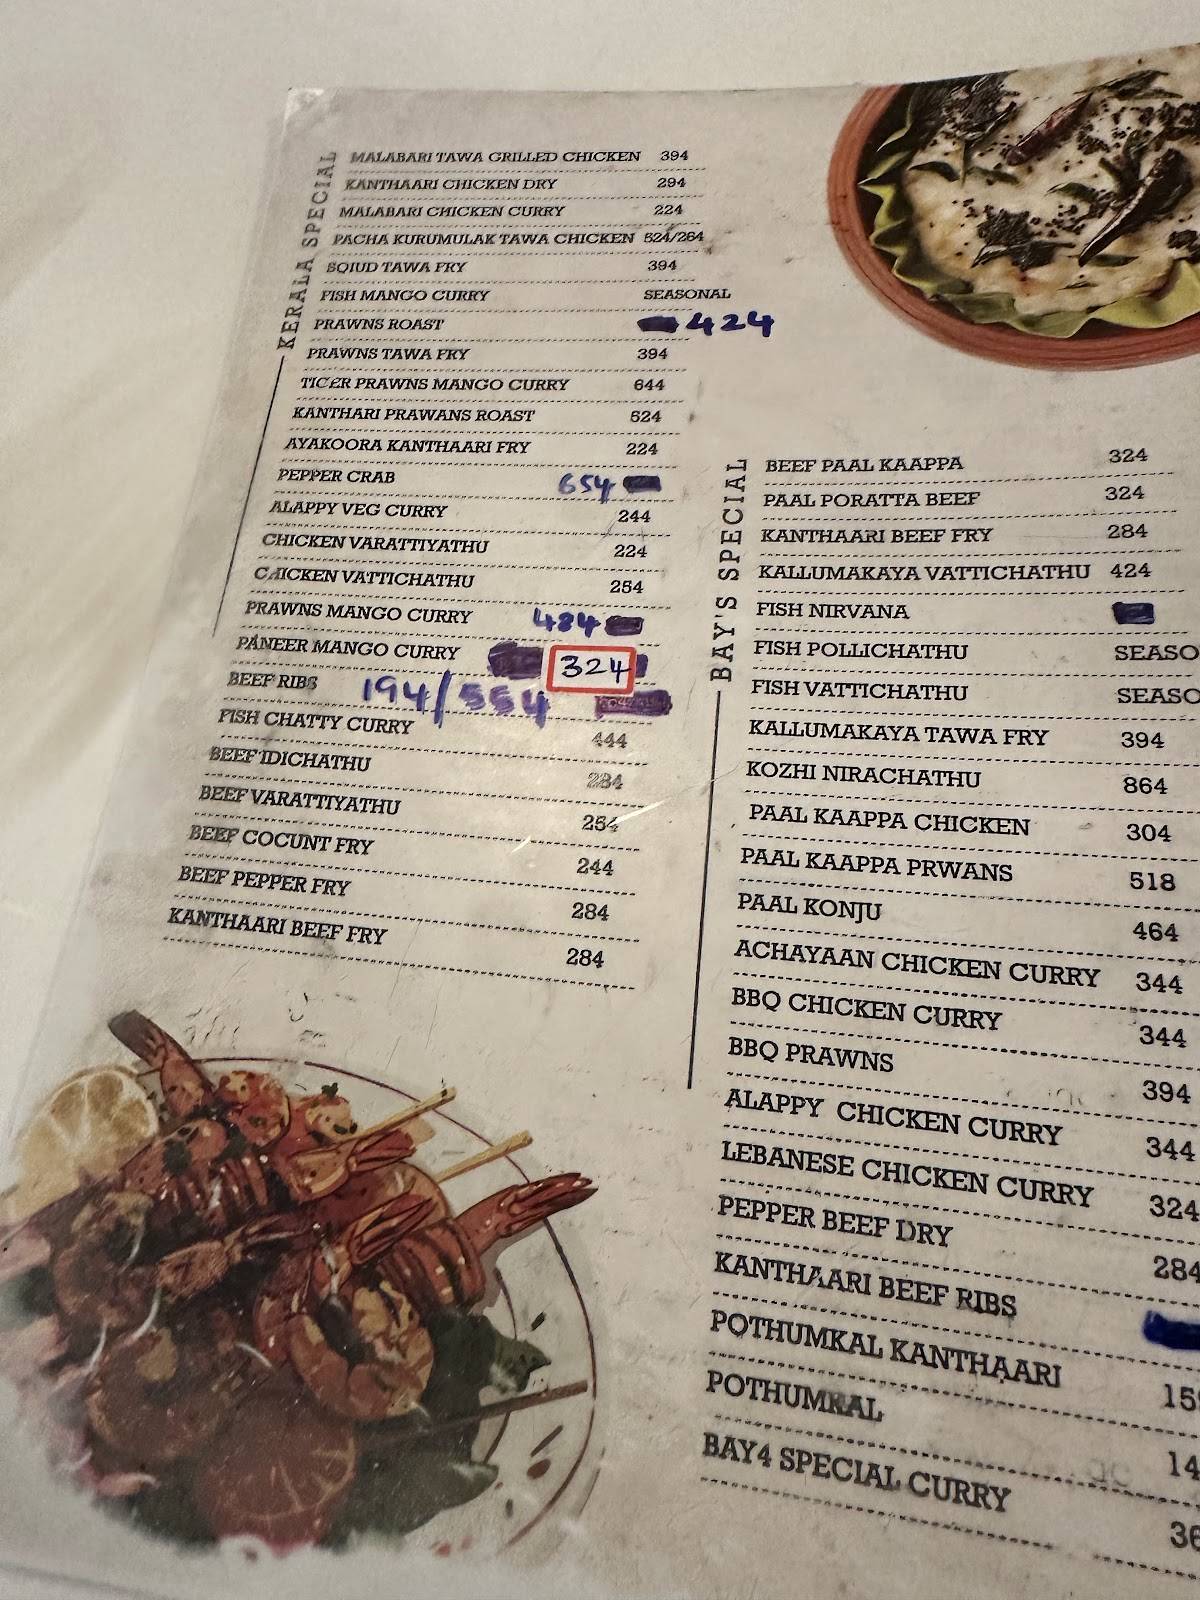 KERALA SPECIAL
MALABARI TAWA GRILLED CHICKEN 394
KANTHAARI CHICKEN DRY 294
MALABARI CHICKEN CURRY 224
PACHA KURUMULAK TAWA CHICKEN 524/264
SQIUD TAWA FRY 394
FISH MANGO CURRY SEASONAL
PRAWNS ROAST 424
PRAWNS TAWA FRY 394
TIGER PRAWNS MANGO CURRY 644
KANTHARI PRAWANS ROAST 524
AYAKOORA KANTHAARI FRY 224
PEPPER CRAB 654
ALAPPY VEG CURRY 244
CHICKEN VARATTIYATHU 224
CHICKEN VATTICHATHU 254
PRAWNS MANGO CURRY 484
PANEER MANGO CURRY 324
BEEF RIBS 194/554
FISH CHATTY CURRY 444
BEEF IDICHATHU 284
BEEF VARATTIYATHU 254
BEEF COCUNT FRY 244
BEEF PEPPER FRY 284
KANTHAARI BEEF FRY 284
BAY'S SPECIAL
BEEF PAAL KAAPPA 324
PAAL PORATTA BEEF 324
KANTHAARI BEEF FRY 284
KALLUMAKAYA VATTICHATHU 424
FISH NIRVANA
FISH POLLICHATHU SEASO
FISH VATTICHATHU SEASO
KALLUMAKAYA TAWA FRY 394
KOZHI NIRACHATHU 864
PAAL KAAPPA CHICKEN 304
PAAL KAAPPA PRWANS 518
PAAL KONJU 464
ACHAYAAN CHICKEN CURRY 344
BBQ CHICKEN CURRY 344
BBQ PRAWNS 394
ALAPPY CHICKEN CURRY 344
LEBANESE CHICKEN CURRY 324
PEPPER BEEF DRY 284
KANTHAARI BEEF RIBS
POTHUMKAL KANTHAARI 15
POTHUMKAL 14
BAY4 SPECIAL CURRY 36